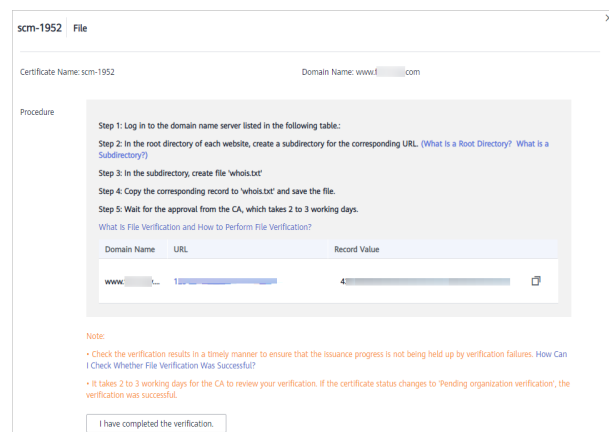 scm-1952 File
Certificate Name: scm-1952 Domain Name: www. com
Procedure
Step 1: Log in to the domain name server listed in the following table.:
Step 2: In the root directory of each website, create a subdirectory for the corresponding URL. (What Is a Root Directory? What is a
Subdirectory?)
Step 3: In the subdirectory, create file 'whois.txt'
Step 4: Copy the corresponding record to 'whois.txt' and save the file.
Step 5: Wait for the approval from the CA, which takes 2 to 3 working days.
What Is File Verification and How to Perform File Verification?
Domain Name URL Record Value
www. ...
Note:
• Check the verification results in a timely manner to ensure that the issuance progress is not being held up by verification failures. How Can
I Check Whether File Verification Was Successful?
• It takes 2 to 3 working days for the CA to review your verification. If the certificate status changes to 'Pending organization verification', the
verification was successful.
I have completed the verification.